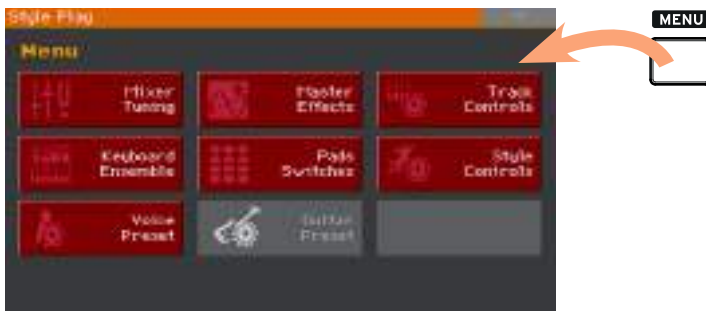 Style Play
MENU
Menu
Mixer
Tuning
Master
Effects
Track
Controls
Keyboard
Ensemble
Pads
Switches
Style
Controls
Voice
Preset
Guitar
Preset